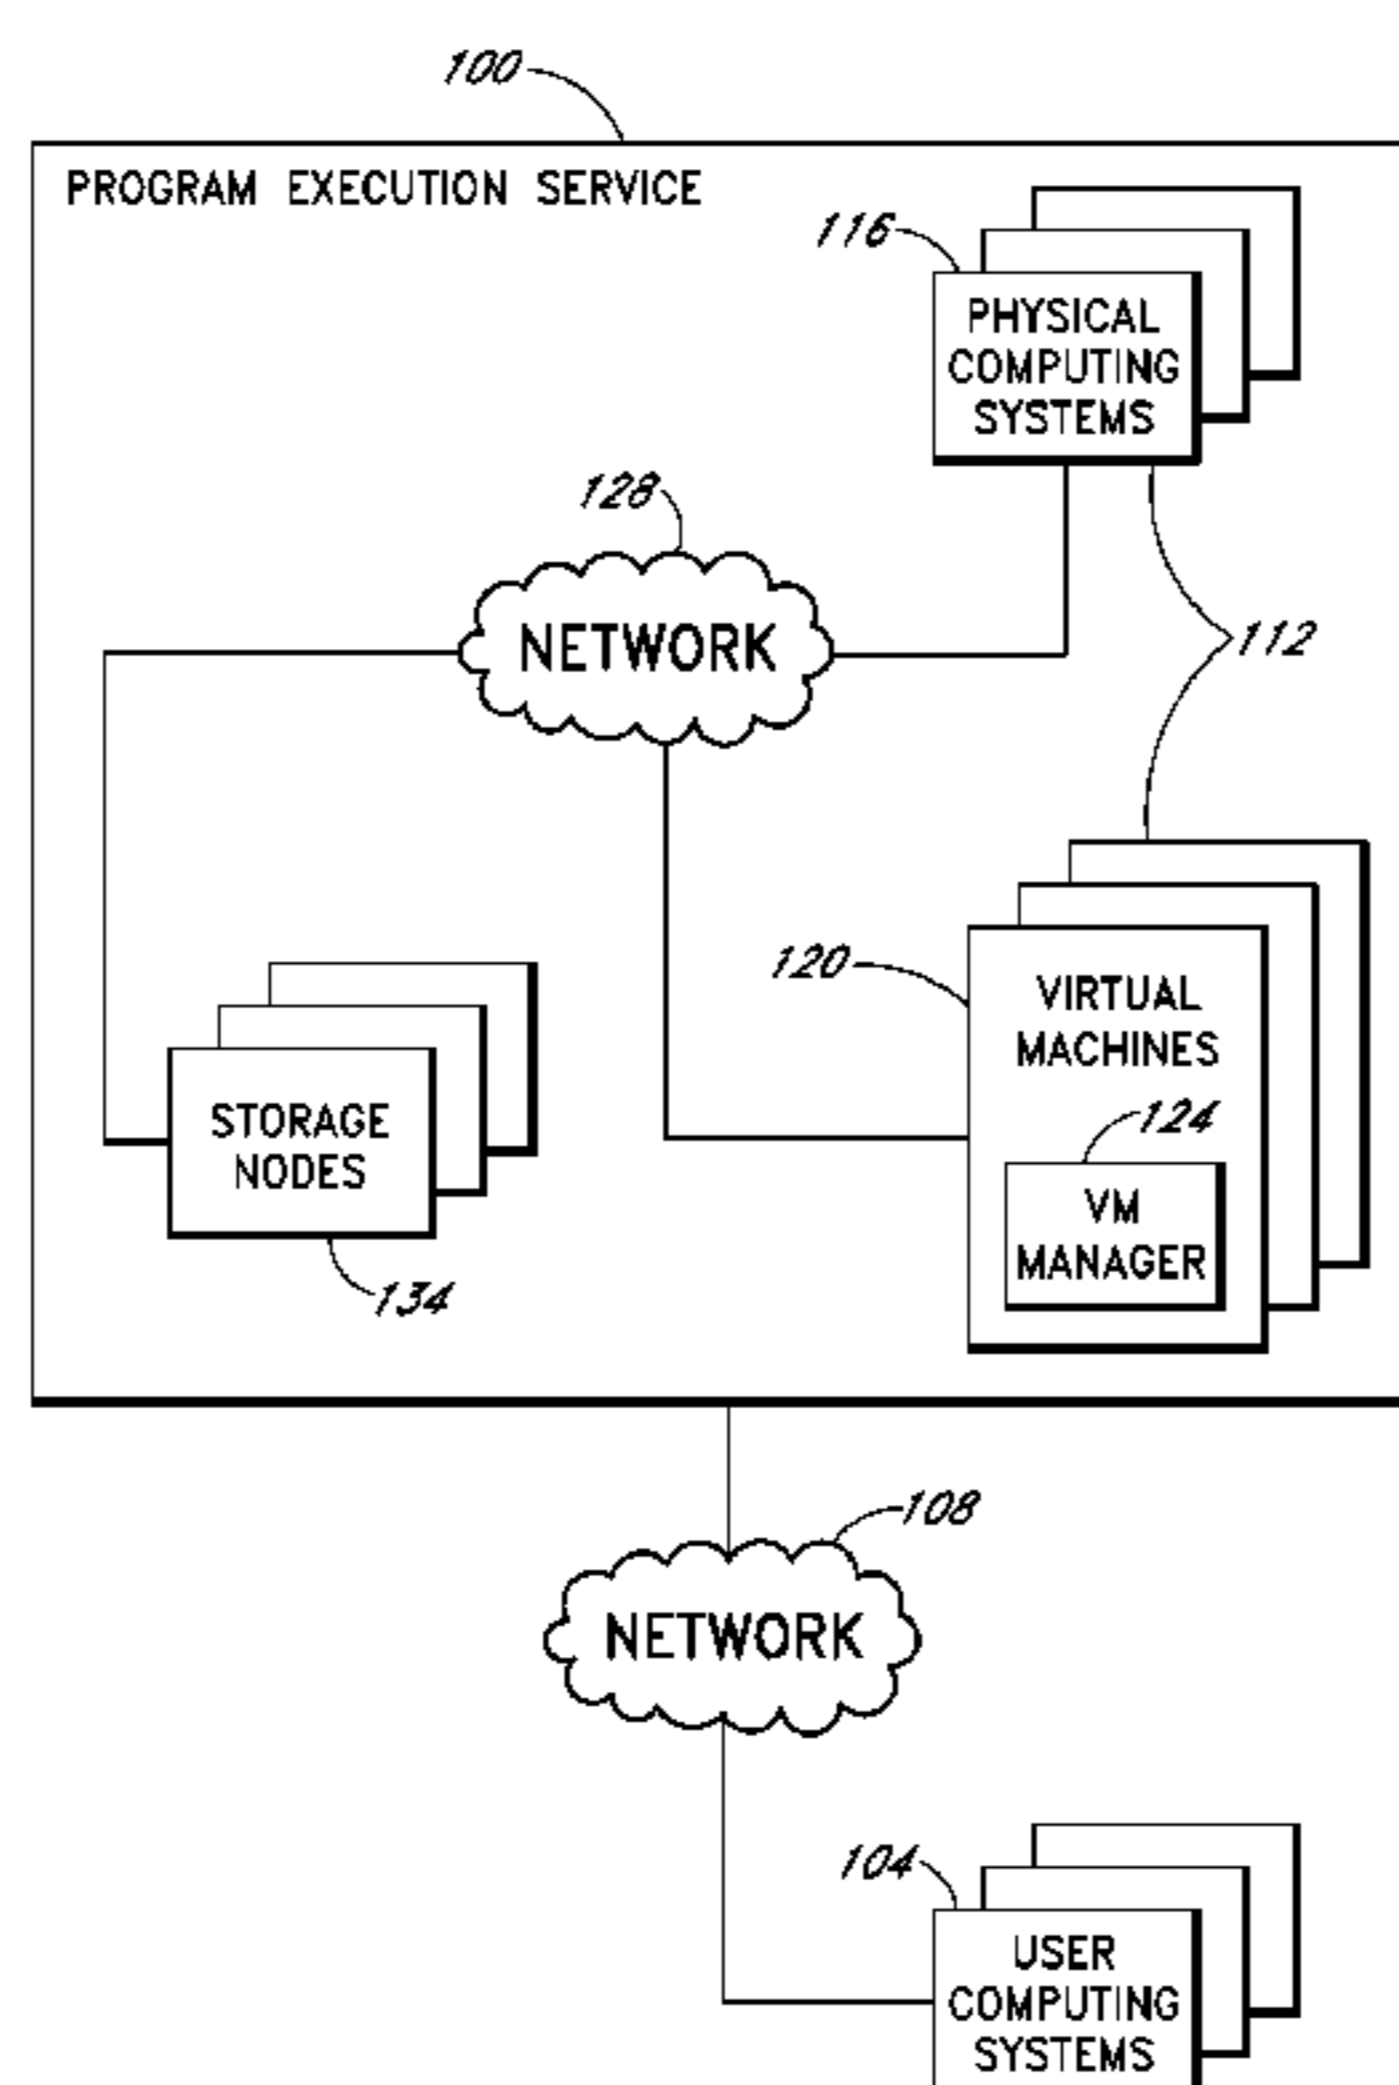 100
PROGRAM EXECUTION SERVICE
116
PHYSICAL
COMPUTING
SYSTEMS
128
NETWORK
112
120
VIRTUAL
MACHINES
124
VM
MANAGER
STORAGE
NODES
134
108
NETWORK
104
USER
COMPUTING
SYSTEMS